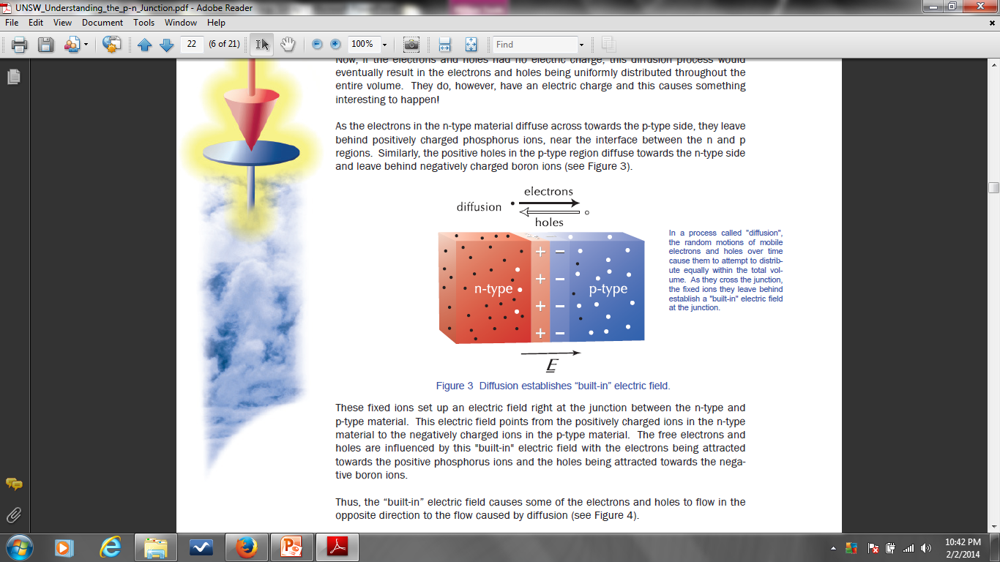 UNSW_Understanding_the_p-n_Junction.pdf - Adobe Reader
File Edit View Document Tools Window Help
22 (6 of 21) 100% Find
Now, if the electrons and holes had no electric charge, this diffusion process would
eventually result in the electrons and holes being uniformly distributed throughout the
entire volume. They do, however, have an electric charge and this causes something
interesting to happen!
As the electrons in the n-type material diffuse across towards the p-type side, they leave
behind positively charged phosphorus ions, near the interface between the n and p
regions. Similarly, the positive holes in the p-type region diffuse towards the n-type side
and leave behind negatively charged boron ions (see Figure 3).
electrons
diffusion
holes
+ −
+ −
n-type p-type
+ −
+ −
E
In a process called "diffusion",
the random motions of mobile
electrons and holes over time
cause them to attempt to distrib-
ute equally within the total vol-
ume. As they cross the junction,
the fixed ions they leave behind
establish a "built-in" electric field
at the junction.
Figure 3 Diffusion establishes “built-in” electric field.
These fixed ions set up an electric field right at the junction between the n-type and
p-type material. This electric field points from the positively charged ions in the n-type
material to the negatively charged ions in the p-type material. The free electrons and
holes are influenced by this "built-in" electric field with the electrons being attracted
towards the positive phosphorus ions and the holes being attracted towards the nega-
tive boron ions.
Thus, the “built-in” electric field causes some of the electrons and holes to flow in the
opposite direction to the flow caused by diffusion (see Figure 4).
10:42 PM
2/2/2014